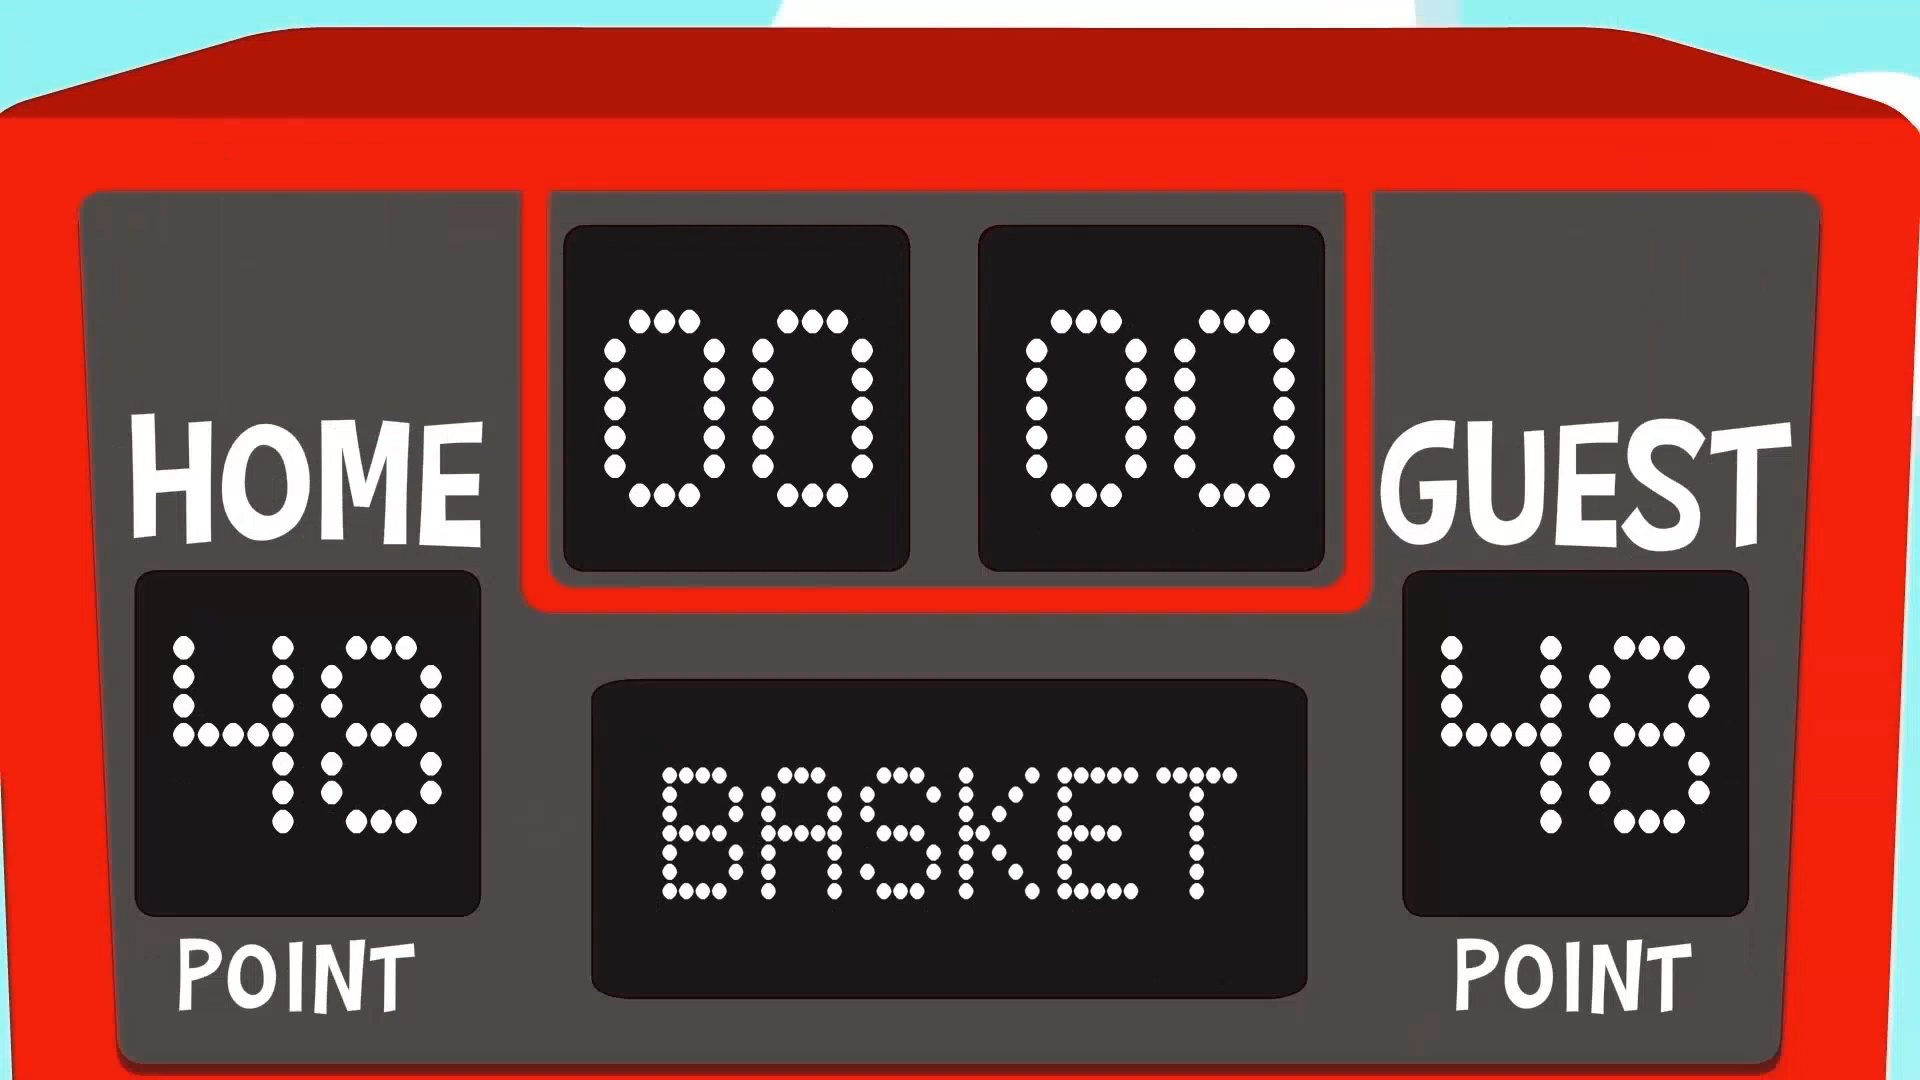 00 00
HOME GUEST
48 48
BASKET
POINT POINT